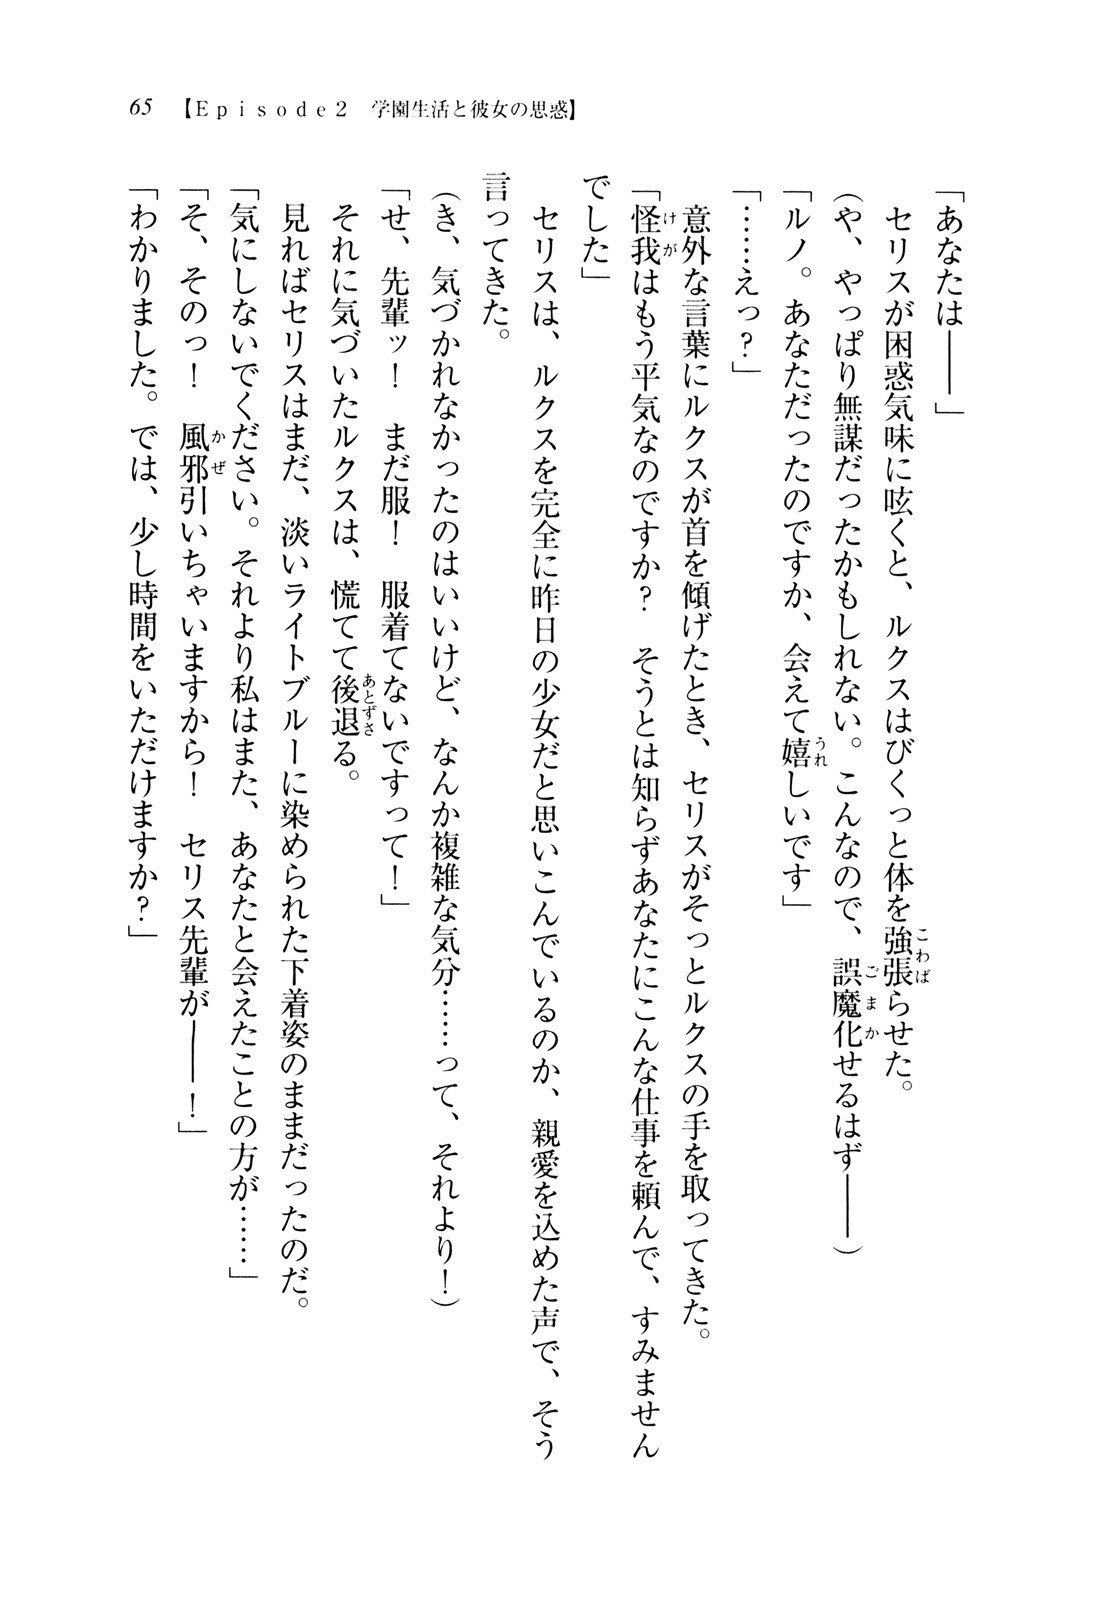 65 【Ｅｐｉｓｏｄｅ２　学園生活と彼女の思惑】
「あなたは――」
　セリスが困惑気味に呟くと、ルクスはびくっと体を強張らせた。
（や、やっぱり無謀だったかもしれない。こんなので、誤魔化せるはず――）
「ルノ。あなただったのですか、会えて嬉しいです」
「……えっ？」
　意外な言葉にルクスが首を傾げたとき、セリスがそっとルクスの手を取ってきた。
「怪我はもう平気なのですか？　そうとは知らずあなたにこんな仕事を頼んで、すみません
でした」
　セリスは、ルクスを完全に昨日の少女だと思いこんでいるのか、親愛を込めた声で、そう
言ってきた。
（き、気づかれなかったのはいいけど、なんか複雑な気分……って、それより！）
「せ、先輩ッ！　まだ服！　服着てないですって！」
　それに気づいたルクスは、慌てて後退る。
　見ればセリスはまだ、淡いライトブルーに染められた下着姿のままだったのだ。
「気にしないでください。それより私はまた、あなたと会えたことの方が……」
「そ、そのっ！　風邪引いちゃいますから！　セリス先輩が――！」
「わかりました。では、少し時間をいただけますか？」